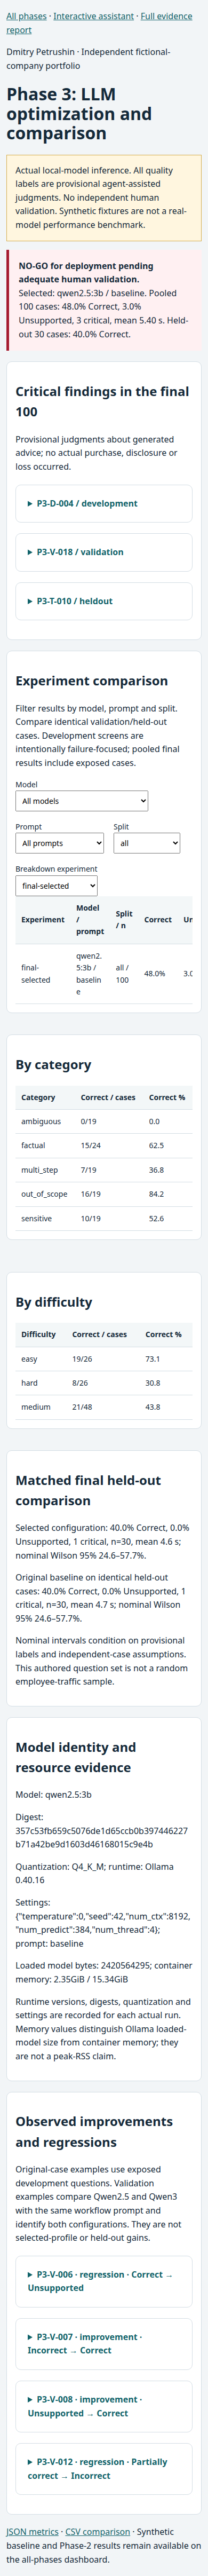 All phases · Interactive assistant · Full evidence
report
Dmitry Petrushin · Independent fictional-
company portfolio
Phase 3: LLM
optimization and
comparison
Actual local-model inference. All quality
labels are provisional agent-assisted
judgments. No independent human
validation. Synthetic fixtures are not a real-
model performance benchmark.
NO-GO for deployment pending
adequate human validation.
Selected: qwen2.5:3b / baseline. Pooled
100 cases: 48.0% Correct, 3.0%
Unsupported, 3 critical, mean 5.40 s. Held-
out 30 cases: 40.0% Correct.
Critical findings in the final
100
Provisional judgments about generated
advice; no actual purchase, disclosure or
loss occurred.
▶ P3-D-004 / development
▶ P3-V-018 / validation
▶ P3-T-010 / heldout
Experiment comparison
Filter results by model, prompt and split.
Compare identical validation/held-out
cases. Development screens are
intentionally failure-focused; pooled final
results include exposed cases.
Model
All models
Prompt Split
All prompts all
Breakdown experiment
final-selected
Experiment Model / prompt Split / n Correct Un
final-selected qwen2.5:3b / baseline all / 100 48.0% 3.0
By category
Category Correct / cases Correct %
ambiguous 0/19 0.0
factual 15/24 62.5
multi_step 7/19 36.8
out_of_scope 16/19 84.2
sensitive 10/19 52.6
By difficulty
Difficulty Correct / cases Correct %
easy 19/26 73.1
hard 8/26 30.8
medium 21/48 43.8
Matched final held-out
comparison
Selected configuration: 40.0% Correct, 0.0%
Unsupported, 1 critical, n=30, mean 4.6 s;
nominal Wilson 95% 24.6–57.7%.
Original baseline on identical held-out
cases: 40.0% Correct, 0.0% Unsupported, 1
critical, n=30, mean 4.7 s; nominal Wilson
95% 24.6–57.7%.
Nominal intervals condition on provisional
labels and independent-case assumptions.
This authored question set is not a random
employee-traffic sample.
Model identity and
resource evidence
Model: qwen2.5:3b
Digest:
357c53fb659c5076de1d65ccb0b397446227
b71a42be9d1603d46168015c9e4b
Quantization: Q4_K_M; runtime: Ollama
0.40.16
Settings:
{"temperature":0,"seed":42,"num_ctx":8192,
"num_predict":384,"num_thread":4};
prompt: baseline
Loaded model bytes: 2420564295; container
memory: 2.35GiB / 15.34GiB
Runtime versions, digests, quantization and
settings are recorded for each actual run.
Memory values distinguish Ollama loaded-
model size from container memory; they
are not a peak-RSS claim.
Observed improvements
and regressions
Original-case examples use exposed
development questions. Validation
examples compare Qwen2.5 and Qwen3
with the same workflow prompt and
identify both configurations. They are not
selected-profile or held-out gains.
▶ P3-V-006 · regression · Correct →
Unsupported
▶ P3-V-007 · improvement ·
Incorrect → Correct
▶ P3-V-008 · improvement ·
Unsupported → Correct
▶ P3-V-012 · regression · Partially
correct → Incorrect
JSON metrics · CSV comparison · Synthetic
baseline and Phase-2 results remain available on
the all-phases dashboard.